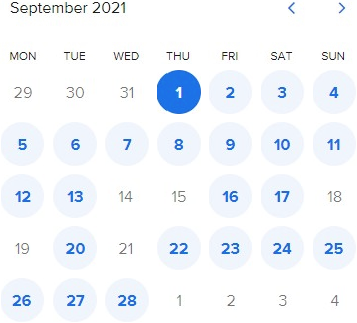 September 2021
MON TUE WED THU FRI SAT SUN
29 30 31 1 2 3 4
5 6 7 8 9 10 11
12 13 14 15 16 17 18
19 20 21 22 23 24 25
26 27 28 1 2 3 4